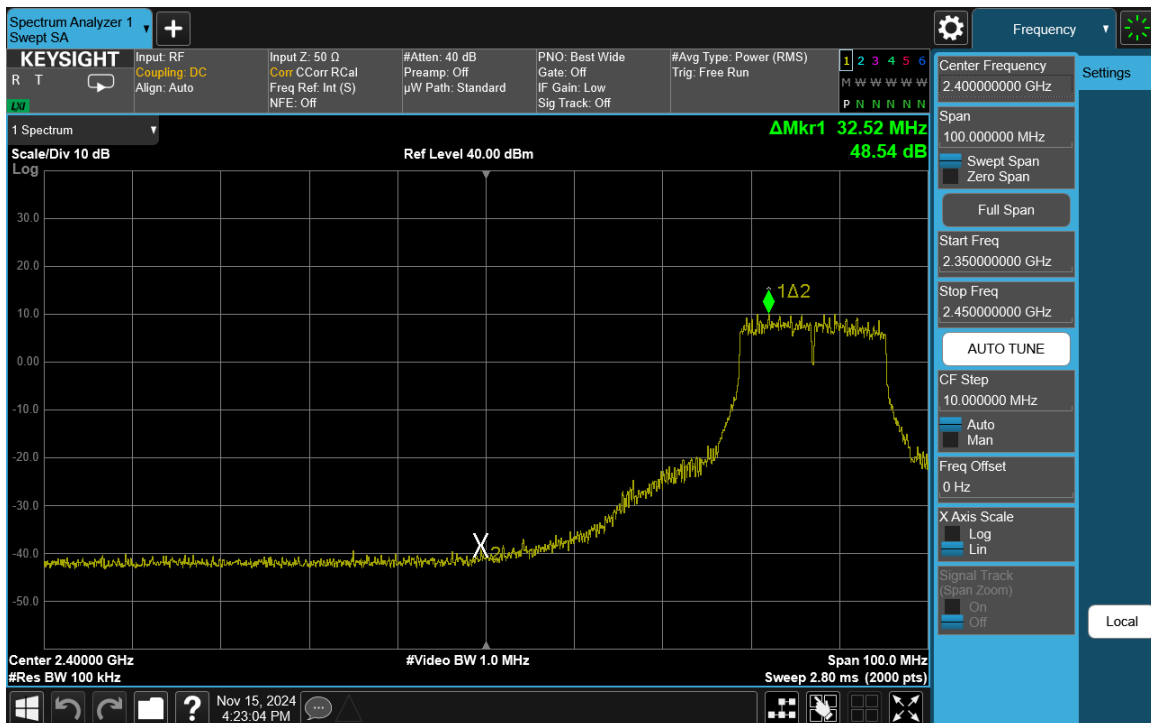 Spectrum Analyzer 1
Swept SA
Frequency
KEYSIGHT
R T
LXI
Input: RF
Coupling: DC
Align: Auto
Input Z: 50 Ω
Corr CCorr RCal
Freq Ref: Int (S)
NFE: Off
#Atten: 40 dB
Preamp: Off
µW Path: Standard
PNO: Best Wide
Gate: Off
IF Gain: Low
Sig Track: Off
#Avg Type: Power (RMS)
Trig: Free Run
1 2 3 4 5 6
M W W W W W
P N N N N N
1 Spectrum
Scale/Div 10 dB
Log
Ref Level 40.00 dBm
ΔMkr1 32.52 MHz
48.54 dB
30.0
20.0
10.0
0.00
-10.0
-20.0
-30.0
-40.0
-50.0
1Δ2
X2
Center 2.40000 GHz
#Res BW 100 kHz
#Video BW 1.0 MHz
Span 100.0 MHz
Sweep 2.80 ms (2000 pts)
Nov 15, 2024
4:23:04 PM
?
Center Frequency
2.400000000 GHz
Span
100.000000 MHz
Swept Span
Zero Span
Full Span
Start Freq
2.350000000 GHz
Stop Freq
2.450000000 GHz
AUTO TUNE
CF Step
10.000000 MHz
Auto
Man
Freq Offset
0 Hz
X Axis Scale
Log
Lin
Signal Track
(Span Zoom)
On
Off
Settings
Local